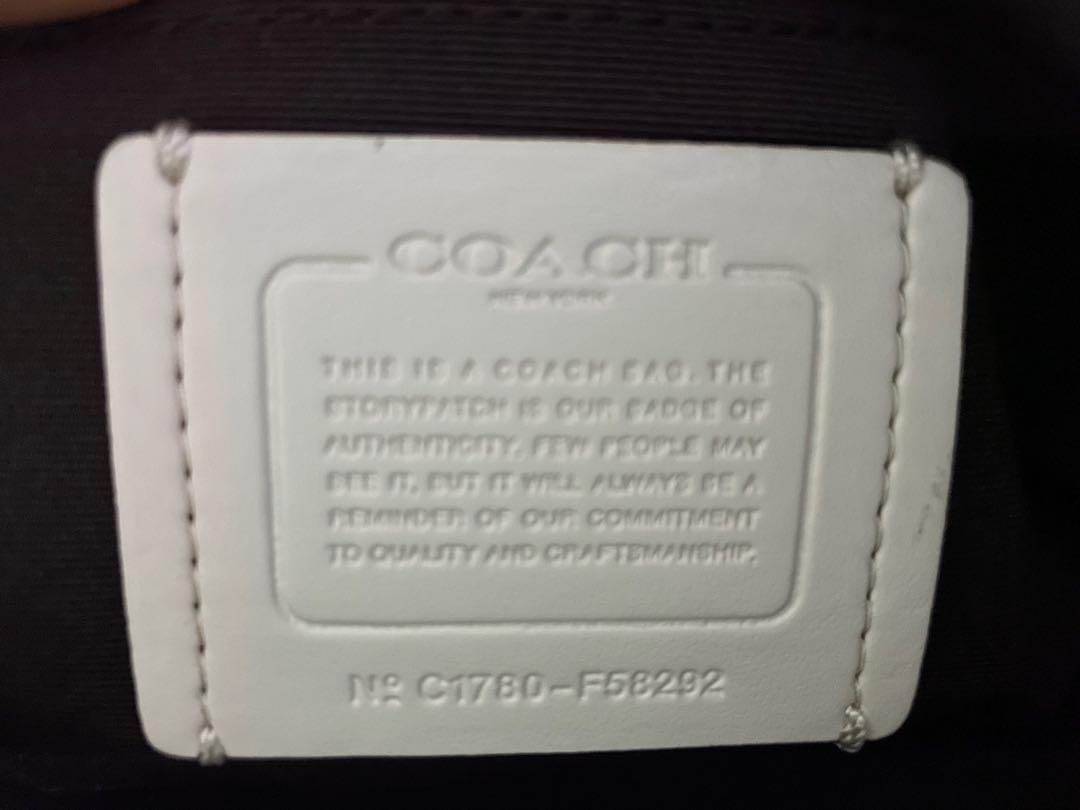 COACH
NEW YORK
THIS IS A COACH BAG. THE
STORYPATCH IS OUR BADGE OF
AUTHENTICITY. FEW PEOPLE MAY
SEE IT, BUT IT WILL ALWAYS BE A
REMINDER OF OUR COMMITMENT
TO QUALITY AND CRAFTSMANSHIP.
Nº C1780-F58292